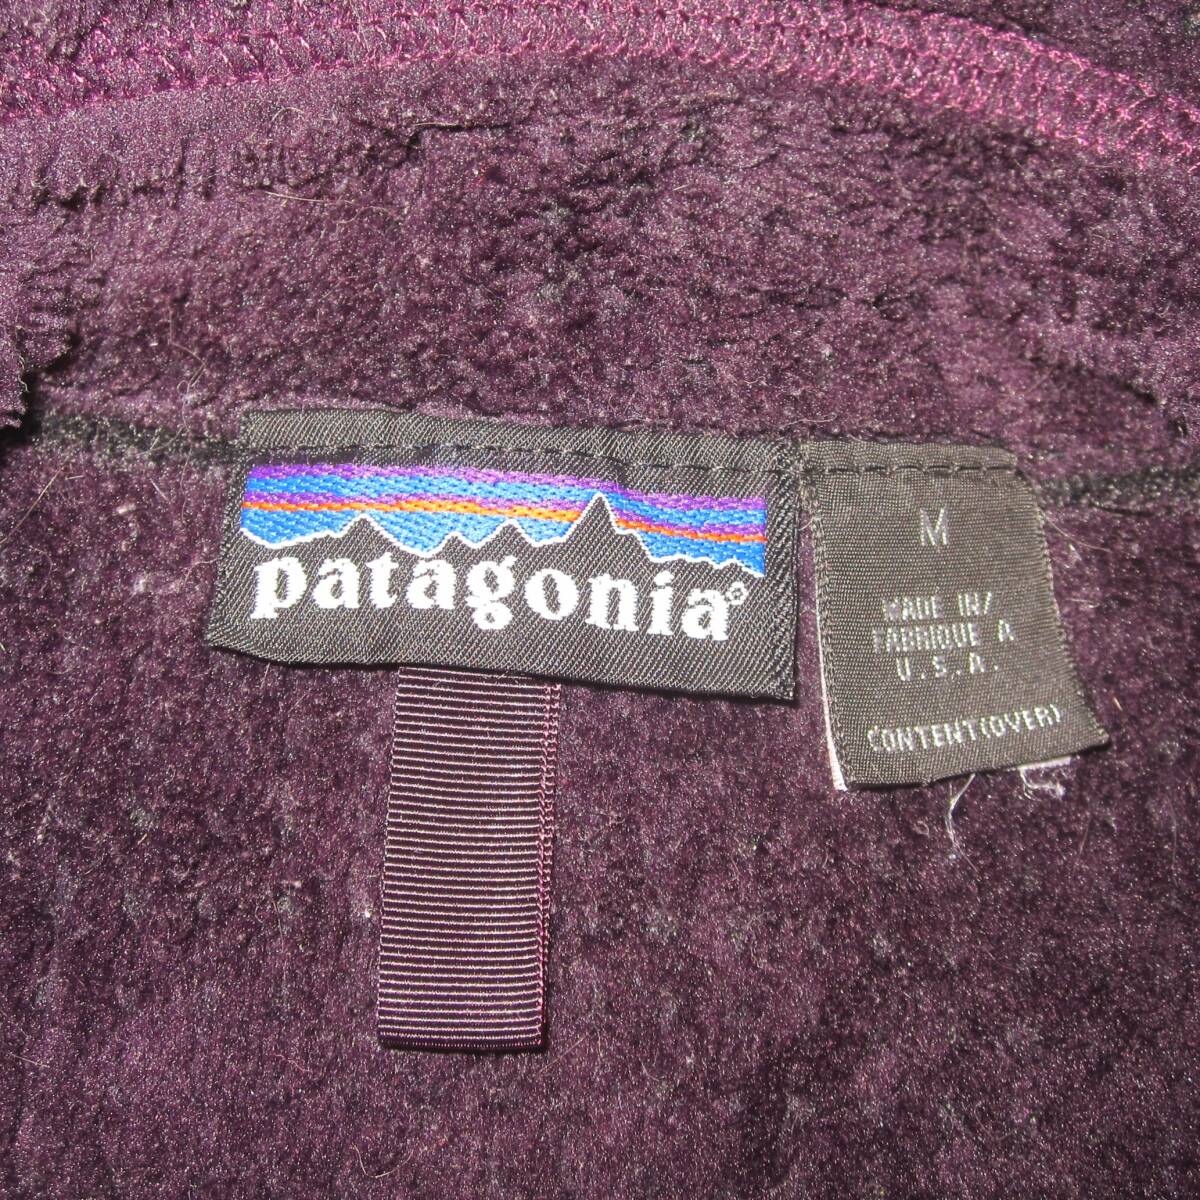 patagonia®
M
MADE IN/
FABRIQUE A
U.S.A.
CONTENT(OVER)